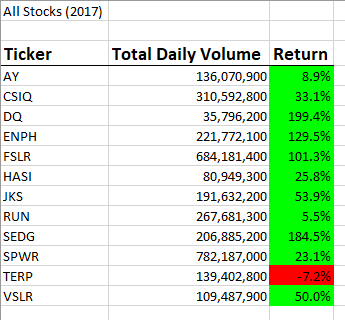 All Stocks (2017)
Ticker Total Daily Volume Return
AY 136,070,900 8.9%
CSIQ 310,592,800 33.1%
DQ 35,796,200 199.4%
ENPH 221,772,100 129.5%
FSLR 684,181,400 101.3%
HASI 80,949,300 25.8%
JKS 191,632,200 53.9%
RUN 267,681,300 5.5%
SEDG 206,885,200 184.5%
SPWR 782,187,000 23.1%
TERP 139,402,800 -7.2%
VSLR 109,487,900 50.0%